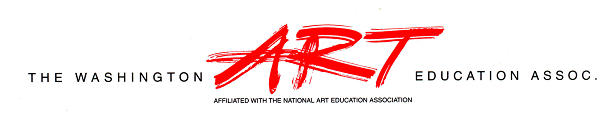 THE WASHINGTON ART EDUCATION ASSOC.
AFFILIATED WITH THE NATIONAL ART EDUCATION ASSOCIATION